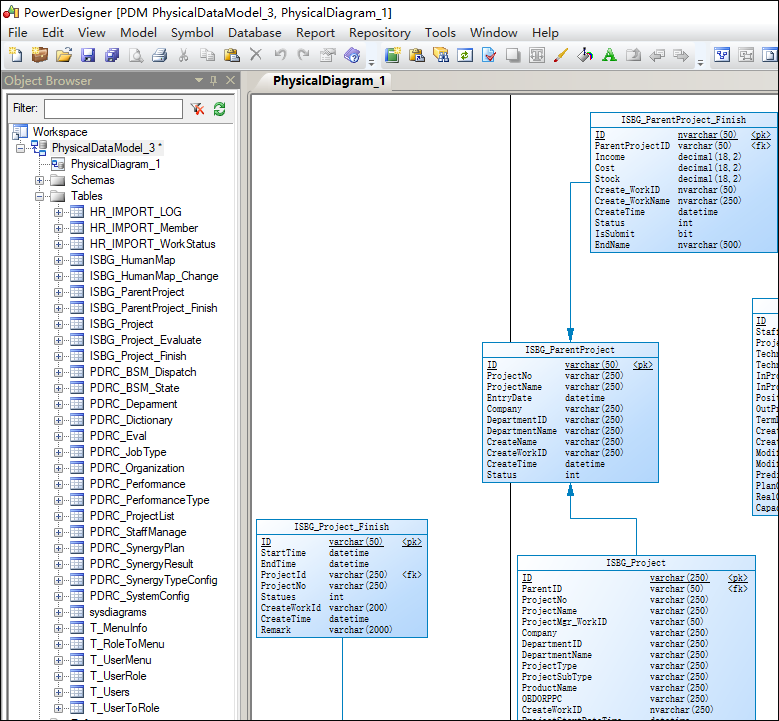 PowerDesigner [PDM PhysicalDataModel_3, PhysicalDiagram_1]
File Edit View Model Symbol Database Report Repository Tools Window Help
Object Browser
Filter:
Workspace
PhysicalDataModel_3 *
PhysicalDiagram_1
Schemas
Tables
HR_IMPORT_LOG
HR_IMPORT_Member
HR_IMPORT_WorkStatus
ISBG_HumanMap
ISBG_HumanMap_Change
ISBG_ParentProject
ISBG_ParentProject_Finish
ISBG_Project
ISBG_Project_Evaluate
ISBG_Project_Finish
PDRC_BSM_Dispatch
PDRC_BSM_State
PDRC_Deparment
PDRC_Dictionary
PDRC_Eval
PDRC_JobType
PDRC_Organization
PDRC_Performance
PDRC_PerformanceType
PDRC_ProjectList
PDRC_StaffManage
PDRC_SynergyPlan
PDRC_SynergyResult
PDRC_SynergyTypeConfig
PDRC_SystemConfig
sysdiagrams
T_MenuInfo
T_RoleToMenu
T_UserMenu
T_UserRole
T_Users
T_UserToRole
PhysicalDiagram_1
ISBG_ParentProject_Finish
ID nvarchar(50) <pk>
ParentProjectID varchar(50) <fk>
Income decimal(18,2)
Cost decimal(18,2)
Stock decimal(18,2)
Create_WorkID nvarchar(50)
Create_WorkName nvarchar(250)
CreateTime datetime
Status int
IsSubmit bit
EndName nvarchar(500)
ISBG_ParentProject
ID varchar(50) <pk>
ProjectNo varchar(250)
ProjectName varchar(250)
EntryDate datetime
Company varchar(250)
DepartmentID varchar(250)
DepartmentName varchar(250)
CreateName varchar(250)
CreateWorkID varchar(250)
CreateTime datetime
Status int
ID
Staf
Proj
Tech
Tech
InPr
InPr
Posi
OutP
Term
Crea
Crea
Modi
Modi
Predi
Plan
Real
Capa
ISBG_Project_Finish
ID varchar(50) <pk>
StartTime datetime
EndTime datetime
ProjectId varchar(250) <fk>
ProjectNo varchar(250)
Statues int
CreateWorkId varchar(200)
CreateTime datetime
Remark varchar(2000)
ISBG_Project
ID varchar(250) <pk>
ParentID varchar(50) <fk>
ProjectNo varchar(250)
ProjectName varchar(250)
ProjectMgr_WorkID varchar(50)
Company varchar(250)
DepartmentID varchar(250)
DepartmentName varchar(250)
ProjectType varchar(250)
ProjectSubType varchar(250)
ProductName varchar(250)
OBDORPPC varchar(250)
CreateWorkID nvarchar(50)
ProjectStartDateTime datetime